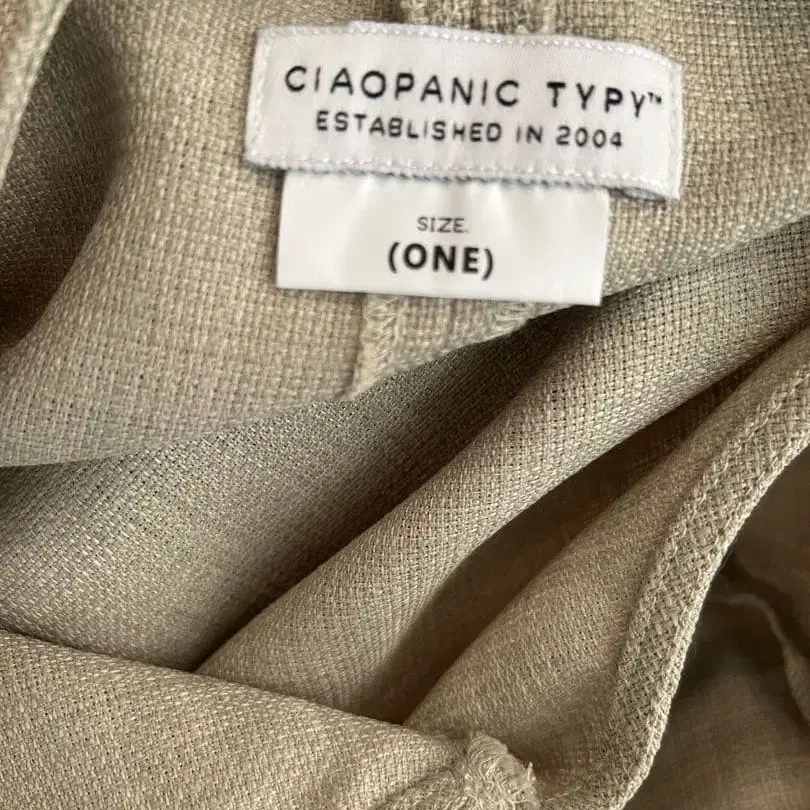 CIAOPANIC TYPY™
ESTABLISHED IN 2004
SIZE.
(ONE)